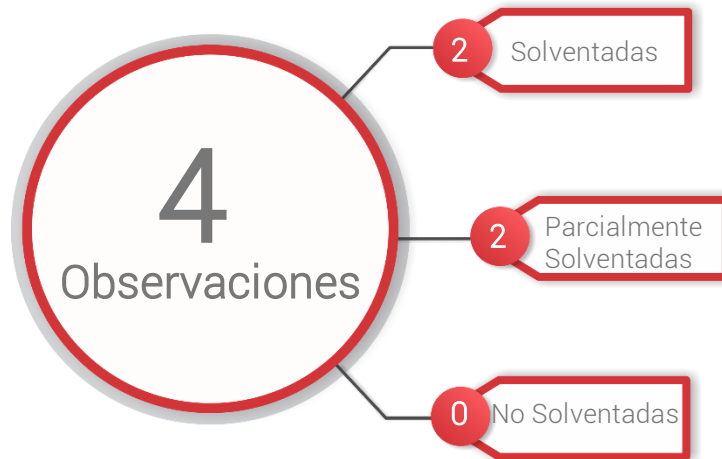 4
Observaciones
2
Solventadas
2
Parcialmente
Solventadas
0
No Solventadas